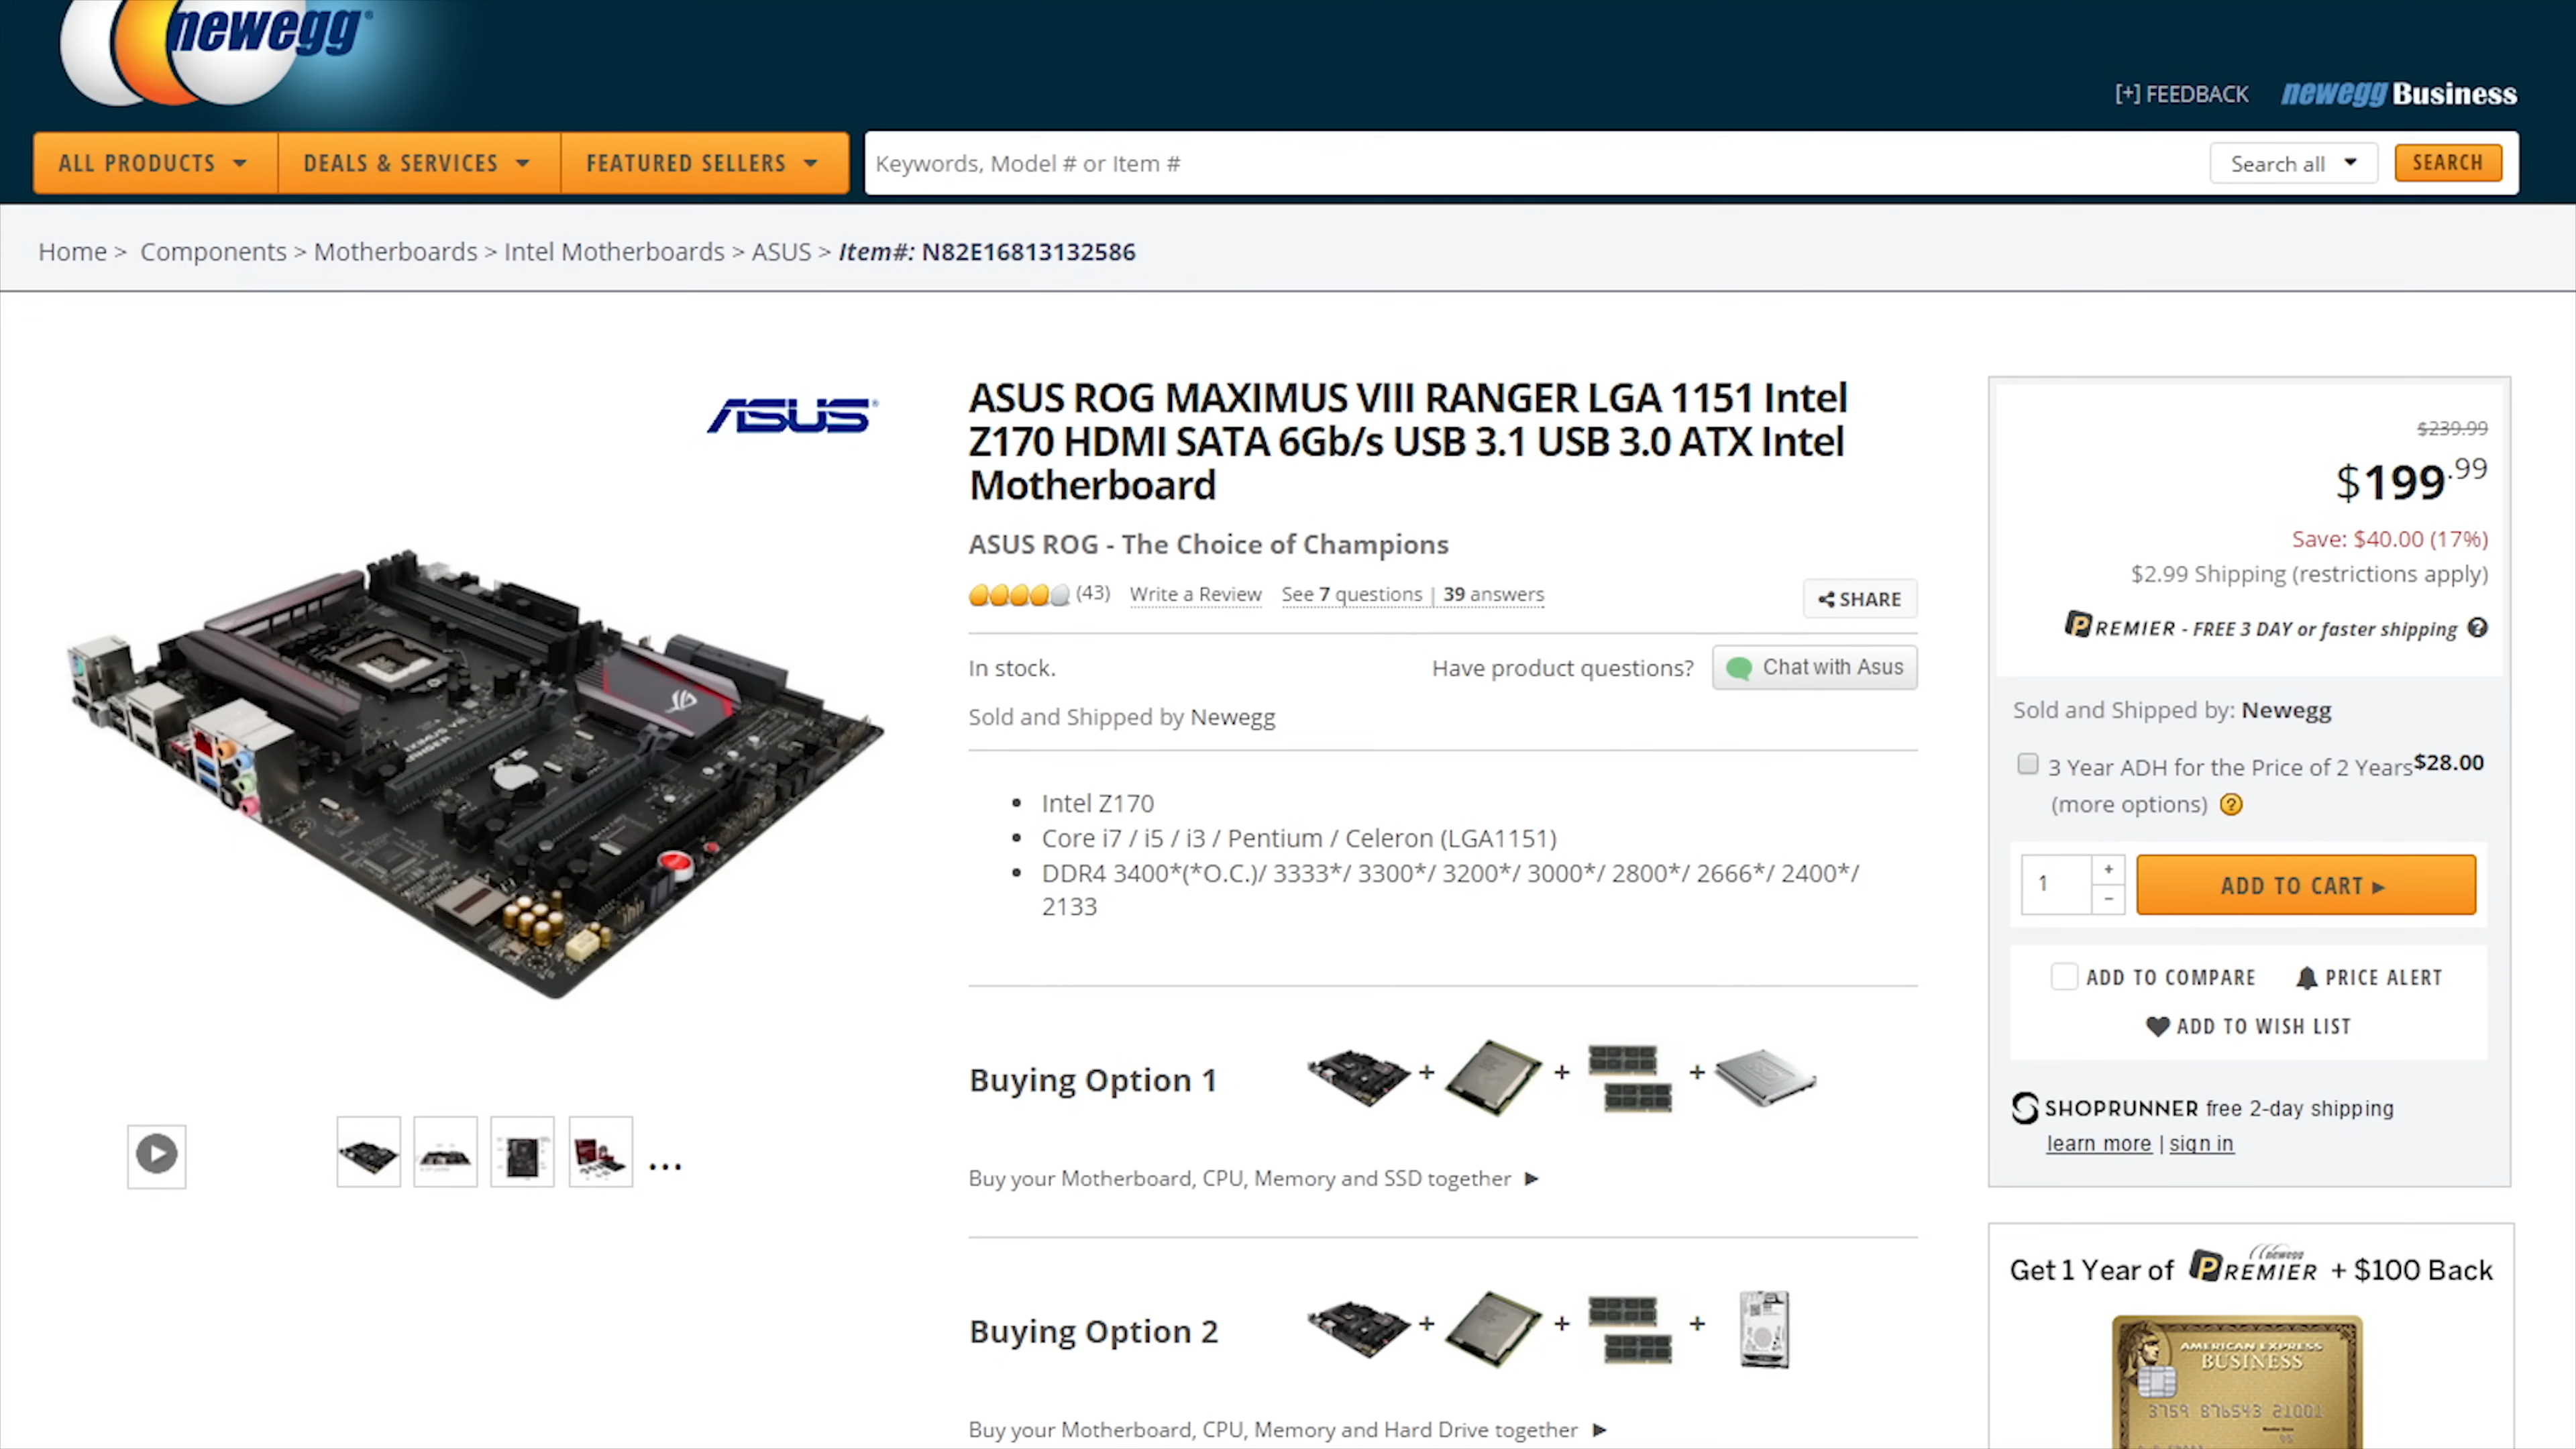 newegg
[+] FEEDBACK newegg Business
ALL PRODUCTS DEALS & SERVICES FEATURED SELLERS Keywords, Model # or Item # Search all SEARCH
Home > Components > Motherboards > Intel Motherboards > ASUS > Item#: N82E16813132586
ASUS
ASUS ROG MAXIMUS VIII RANGER LGA 1151 Intel
Z170 HDMI SATA 6Gb/s USB 3.1 USB 3.0 ATX Intel
Motherboard
ASUS ROG - The Choice of Champions
(43) Write a Review See 7 questions | 39 answers
SHARE
In stock. Have product questions? Chat with Asus
Sold and Shipped by Newegg
• Intel Z170
• Core i7 / i5 / i3 / Pentium / Celeron (LGA1151)
• DDR4 3400*(*O.C.)/ 3333*/ 3300*/ 3200*/ 3000*/ 2800*/ 2666*/ 2400*/
2133
Buying Option 1 + + +
Buy your Motherboard, CPU, Memory and SSD together ▶
Buying Option 2 + + +
Buy your Motherboard, CPU, Memory and Hard Drive together ▶
...
$239.99
$199.99
Save: $40.00 (17%)
$2.99 Shipping (restrictions apply)
PREMIER - FREE 3 DAY or faster shipping ?
Sold and Shipped by: Newegg
3 Year ADH for the Price of 2 Years $28.00
(more options) ?
1 + - ADD TO CART ▶
ADD TO COMPARE PRICE ALERT
ADD TO WISH LIST
SHOPRUNNER free 2-day shipping
learn more | sign in
Get 1 Year of newegg PREMIER + $100 Back
AMERICAN EXPRESS
BUSINESS
3759 876543 21001